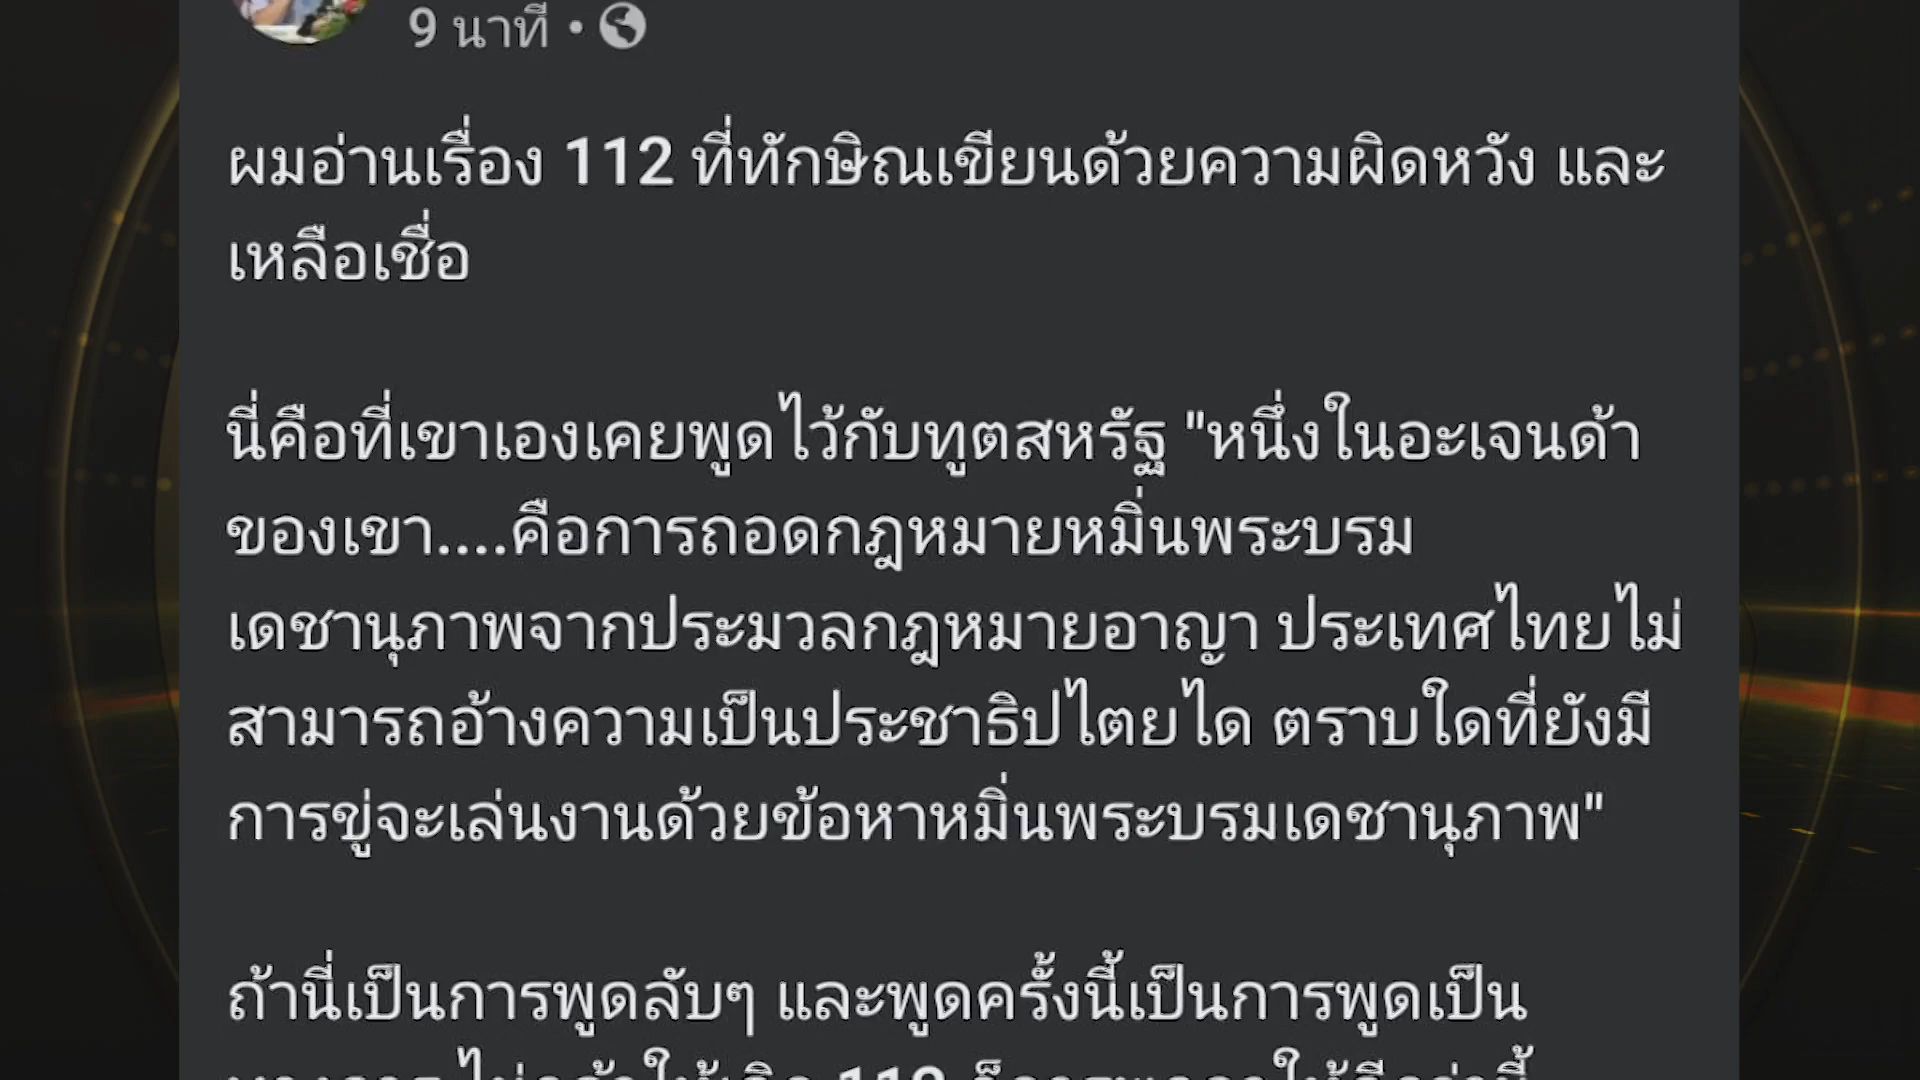 9 นาที •
ผมอ่านเรื่อง 112 ที่ทักษิณเขียนด้วยความผิดหวัง และ
เหลือเชื่อ
นี่คือที่เขาเองเคยพูดไว้กับทูตสหรัฐ "หนึ่งในอะเจนด้า
ของเขา....คือการถอดกฎหมายหมิ่นพระบรม
เดชานุภาพจากประมวลกฎหมายอาญา ประเทศไทยไม่
สามารถอ้างความเป็นประชาธิปไตยได ตราบใดที่ยังมี
การขู่จะเล่นงานด้วยข้อหาหมิ่นพระบรมเดชานุภาพ"
ถ้านี่เป็นการพูดลับๆ และพูดครั้งนี้เป็นการพูดเป็น